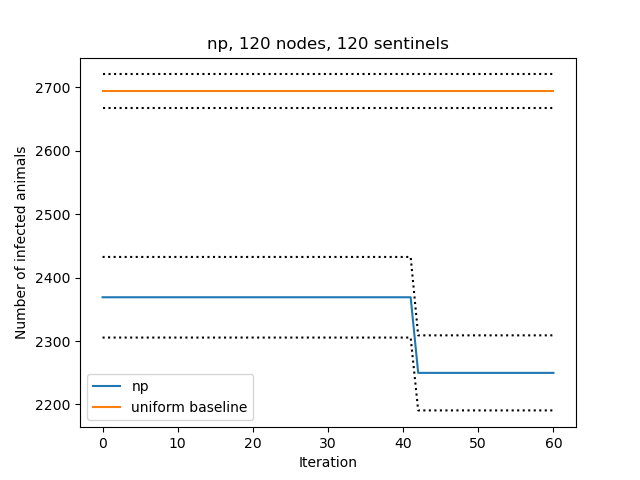 np, 120 nodes, 120 sentinels
Number of infected animals
2700
2600
2500
2400
2300
2200
np
uniform baseline
0 10 20 30 40 50 60
Iteration